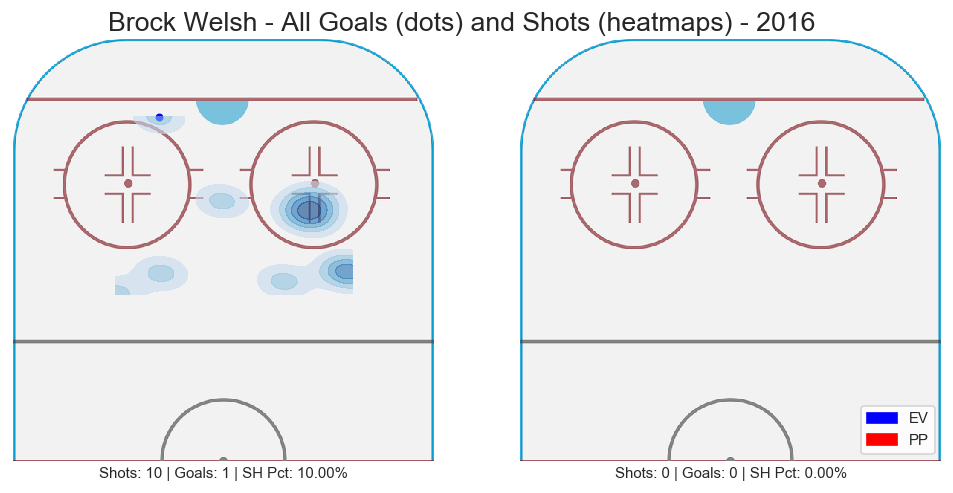 Brock Welsh - All Goals (dots) and Shots (heatmaps) - 2016
EV
PP
Shots: 10 | Goals: 1 | SH Pct: 10.00%
Shots: 0 | Goals: 0 | SH Pct: 0.00%